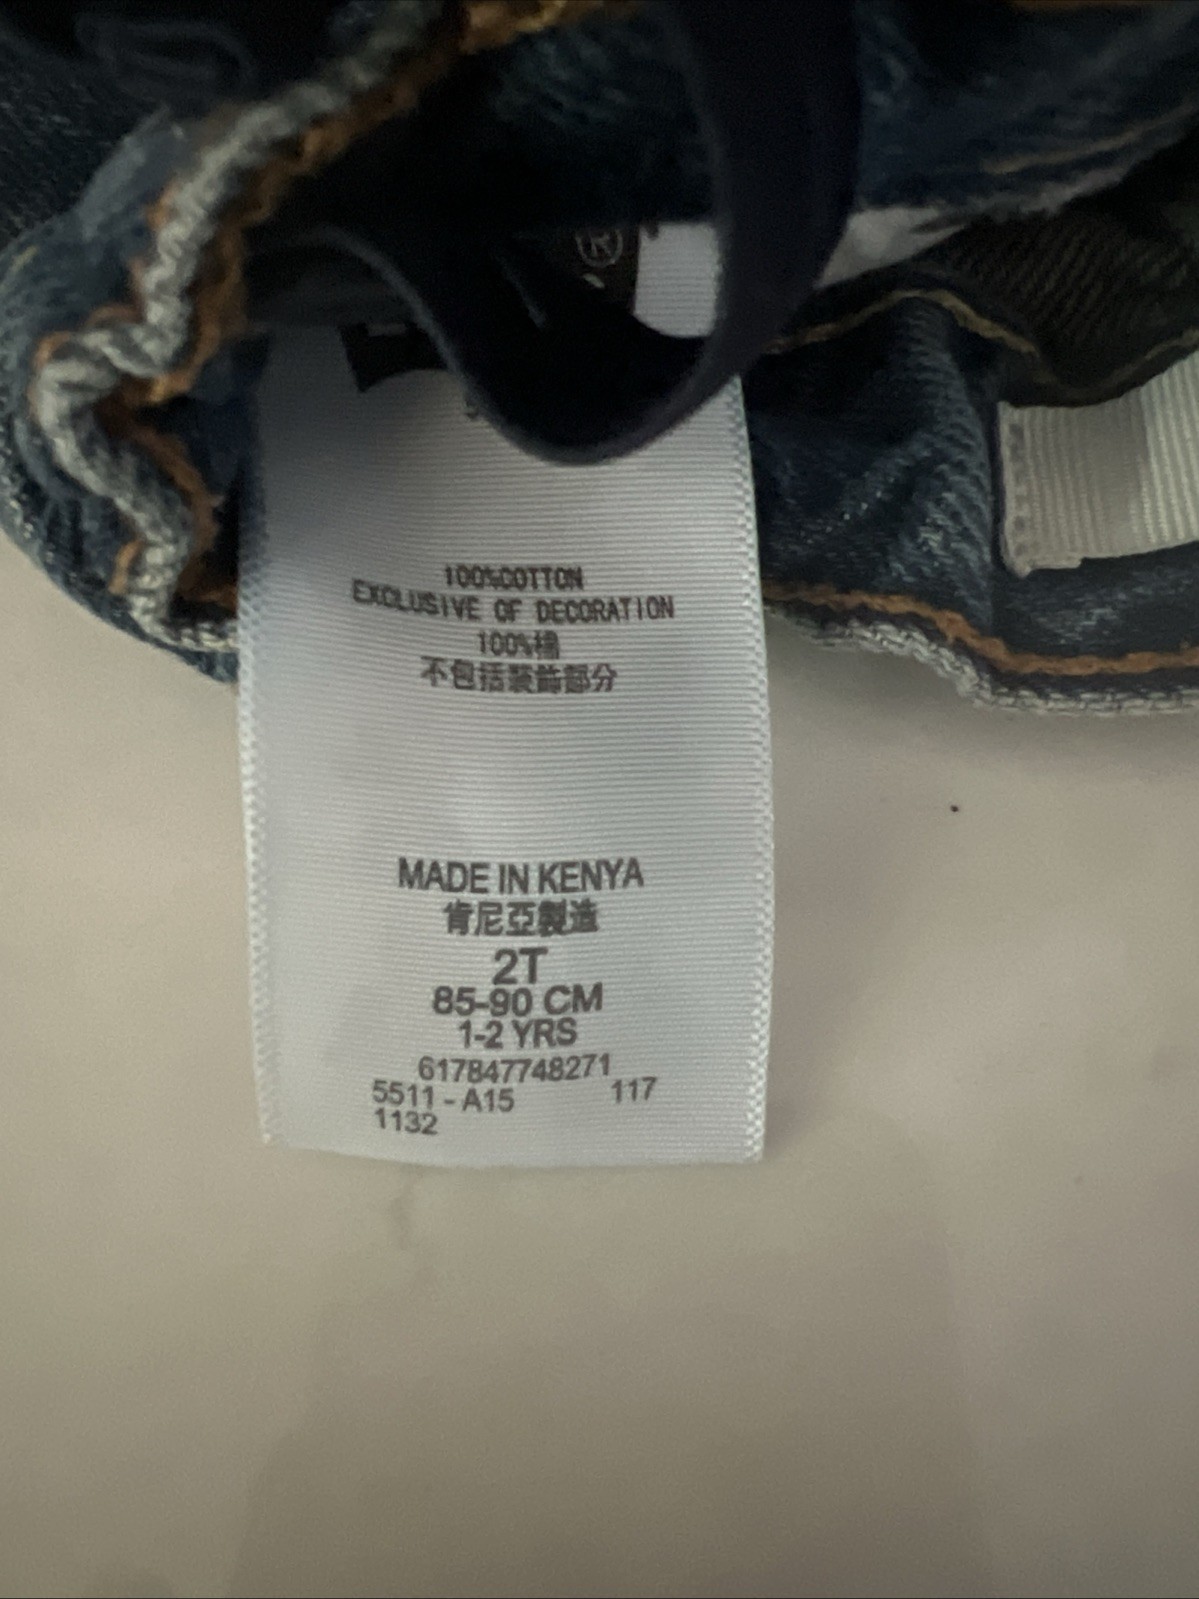 ®
100%COTTON
EXCLUSIVE OF DECORATION
100%棉
不包括裝飾部分
MADE IN KENYA
肯尼亞製造
2T
85-90 CM
1-2 YRS
617847748271
5511 - A15 117
1132